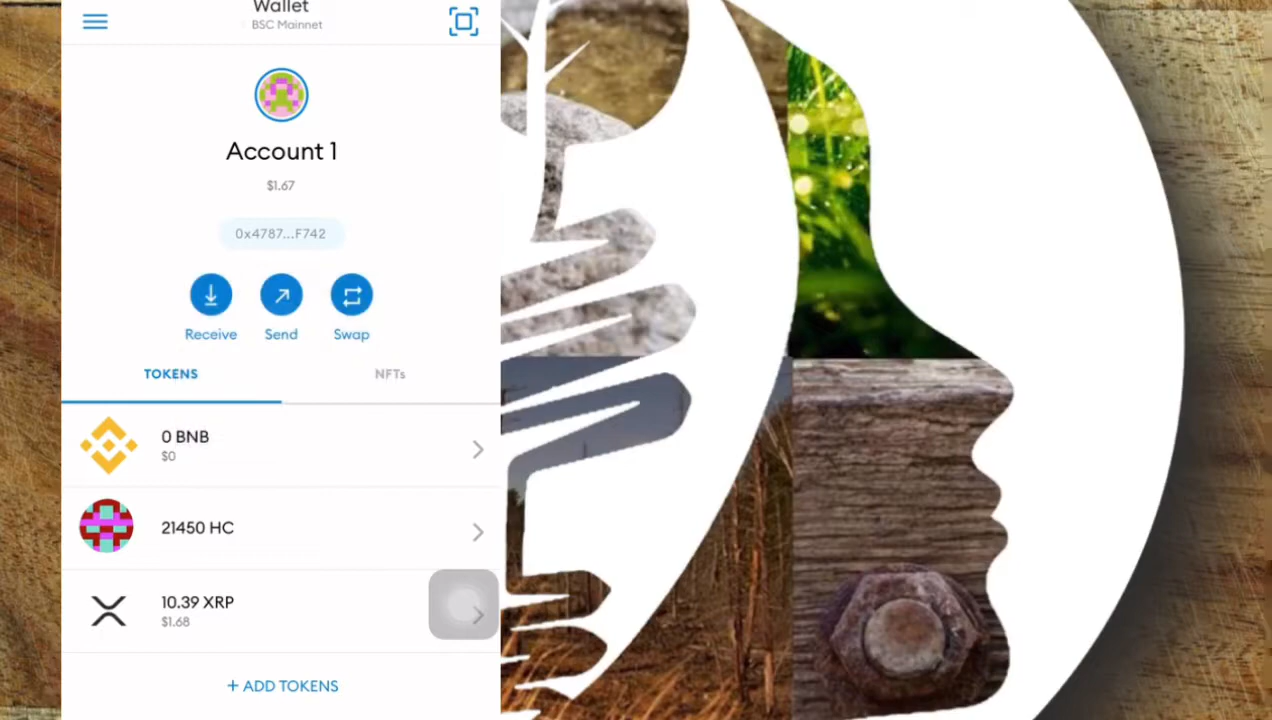 Wallet
BSC Mainnet
Account 1
$1.67
0x4787...F742
Receive
Send
Swap
TOKENS
NFTs
0 BNB
$0
21450 HC
10.39 XRP
$1.68
+ ADD TOKENS